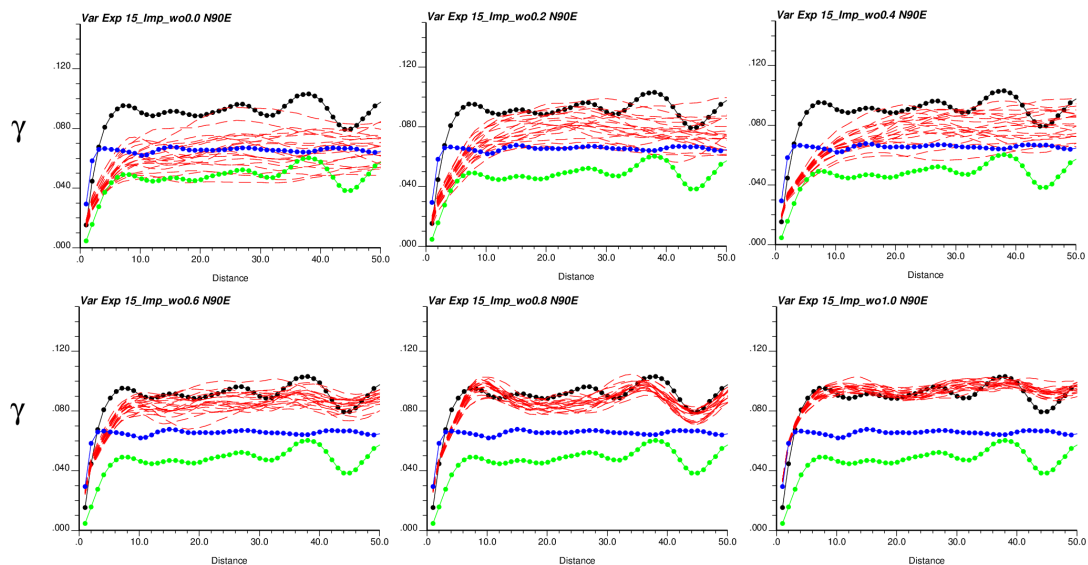 Var Exp 15_Imp_wo0.0 N90E
Var Exp 15_Imp_wo0.2 N90E
Var Exp 15_Imp_wo0.4 N90E
γ
.120
.080
.040
.000
.0 10.0 20.0 30.0 40.0 50.0
Distance
.120
.080
.040
.000
.0 10.0 20.0 30.0 40.0 50.0
Distance
.120
.080
.040
.000
.0 10.0 20.0 30.0 40.0 50.0
Distance
Var Exp 15_Imp_wo0.6 N90E
Var Exp 15_Imp_wo0.8 N90E
Var Exp 15_Imp_wo1.0 N90E
γ
.120
.080
.040
.000
.0 10.0 20.0 30.0 40.0 50.0
Distance
.120
.080
.040
.000
.0 10.0 20.0 30.0 40.0 50.0
Distance
.120
.080
.040
.000
.0 10.0 20.0 30.0 40.0 50.0
Distance